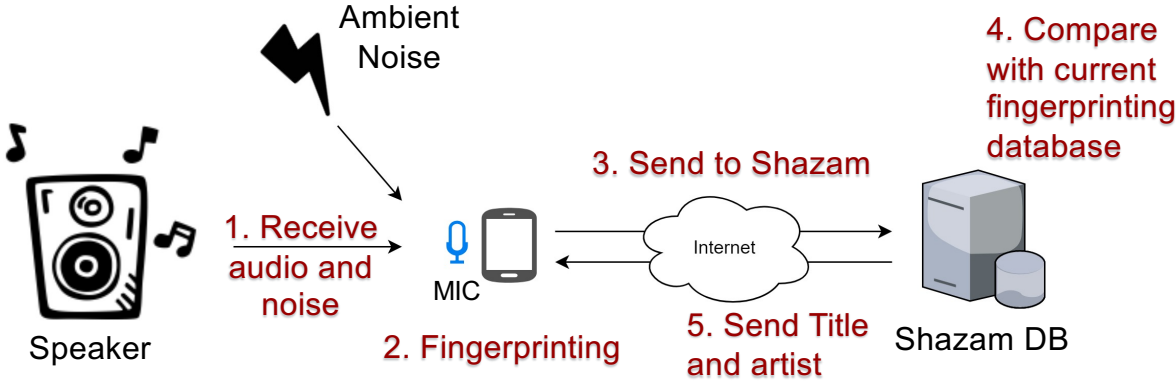 Ambient
Noise
4. Compare
with current
fingerprinting
database
3. Send to Shazam
1. Receive
audio and
noise
Internet
MIC
2. Fingerprinting
5. Send Title
and artist
Speaker
Shazam DB